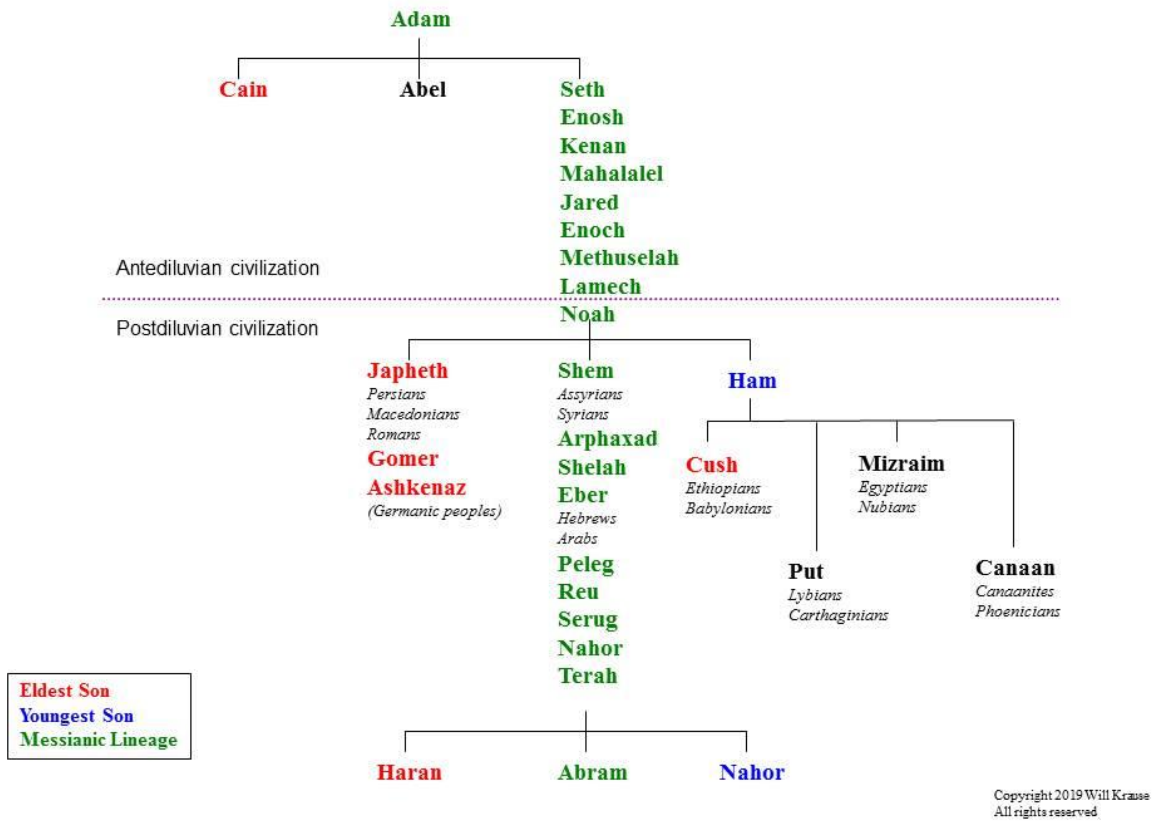 Adam
Cain Abel Seth
Enosh
Kenan
Mahalalel
Jared
Enoch
Methuselah
Antediluvian civilization
Lamech
Noah
Postdiluvian civilization
Japheth
Persians
Macedonians
Romans
Gomer
Ashkenaz
(Germanic peoples)
Shem
Assyrians
Syrians
Arphaxad
Shelah
Eber
Hebrews
Arabs
Peleg
Reu
Serug
Nahor
Terah
Ham
Cush
Ethiopians
Babylonians
Mizraim
Egyptians
Nubians
Put
Lybians
Carthaginians
Canaan
Canaanites
Phoenicians
Eldest Son
Youngest Son
Messianic Lineage
Haran Abram Nahor
Copyright 2019 Will Krause
All rights reserved